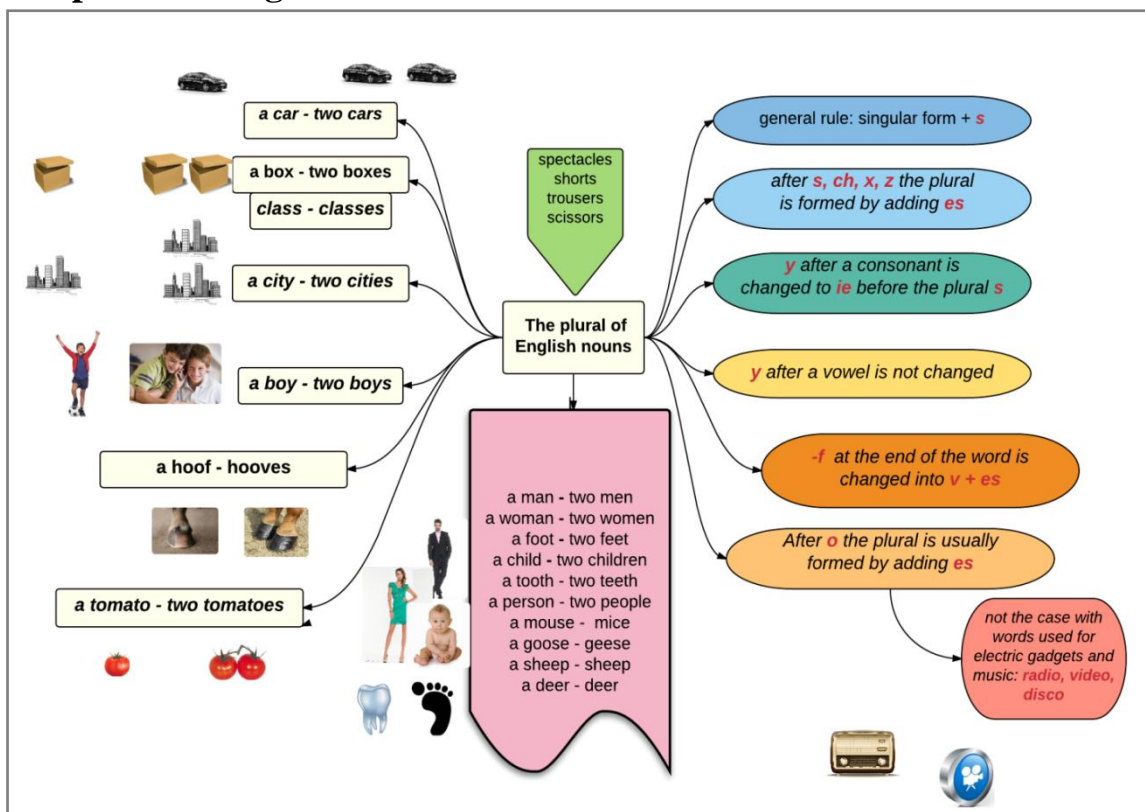 a car - two cars
a box - two boxes
class - classes
a city - two cities
a boy - two boys
a hoof - hooves
a tomato - two tomatoes
spectacles
shorts
trousers
scissors
The plural of
English nouns
a man - two men
a woman - two women
a foot - two feet
a child - two children
a tooth - two teeth
a person - two people
a mouse -  mice
a goose - geese
a sheep - sheep
a deer - deer
general rule: singular form + s
after s, ch, x, z the plural
is formed by adding es
y after a consonant is
changed to ie before the plural s
y after a vowel is not changed
-f at the end of the word is
changed into v + es
After o the plural is usually
formed by adding es
not the case with
words used for
electric gadgets and
music: radio, video,
disco